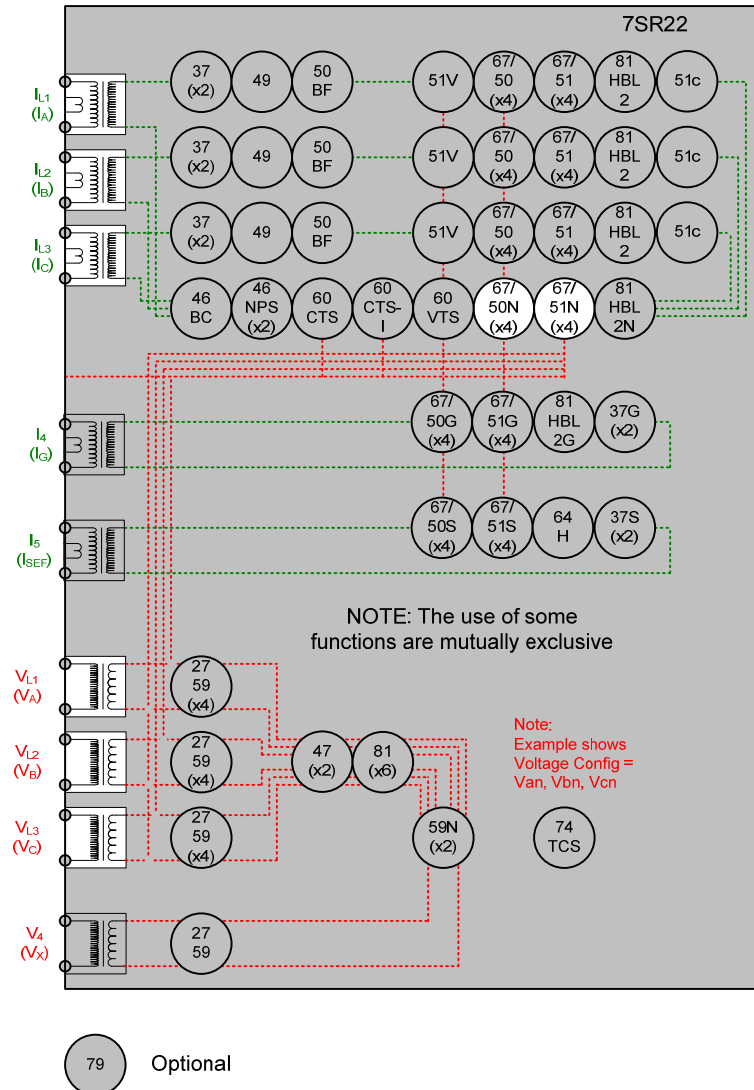 7SR22
IL1
(IA)
37
(x2)
49
50
BF
51V
67/
50
(x4)
67/
51
(x4)
81
HBL
2
51c
IL2
(IB)
37
(x2)
49
50
BF
51V
67/
50
(x4)
67/
51
(x4)
81
HBL
2
51c
IL3
(IC)
37
(x2)
49
50
BF
51V
67/
50
(x4)
67/
51
(x4)
81
HBL
2
51c
46
BC
46
NPS
(x2)
60
CTS
60
CTS-
I
60
VTS
67/
50N
(x4)
67/
51N
(x4)
81
HBL
2N
I4
(IG)
67/
50G
(x4)
67/
51G
(x4)
81
HBL
2G
37G
(x2)
I5
(ISEF)
67/
50S
(x4)
67/
51S
(x4)
64
H
37S
(x2)
NOTE: The use of some
functions are mutually exclusive
VL1
(VA)
27
59
(x4)
VL2
(VB)
27
59
(x4)
47
(x2)
81
(x6)
Note:
Example shows
Voltage Config =
Van, Vbn, Vcn
VL3
(VC)
27
59
(x4)
59N
(x2)
74
TCS
V4
(VX)
27
59
79
Optional